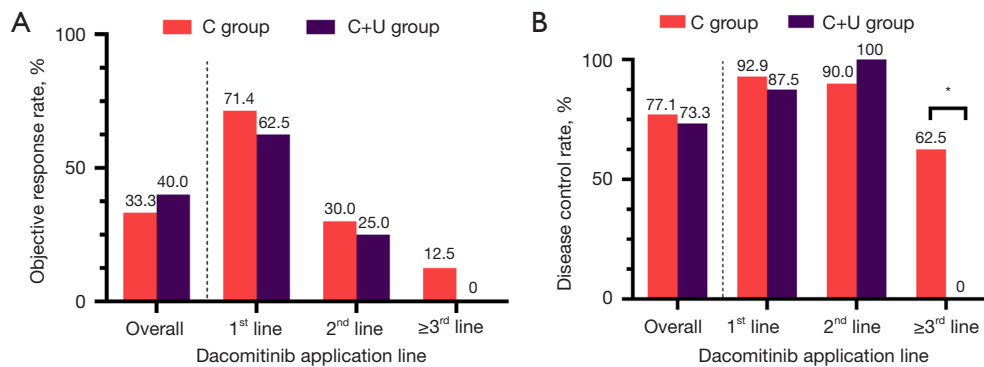 A
C group
C+U group
Objective response rate, %
100
50
0
33.3
40.0
71.4
62.5
30.0
25.0
12.5
0
Overall
1st line
2nd line
≥3rd line
Dacomitinib application line
B
C group
C+U group
Disease control rate, %
100
50
0
77.1
73.3
92.9
87.5
90.0
100
62.5
0
*
Overall
1st line
2nd line
≥3rd line
Dacomitinib application line